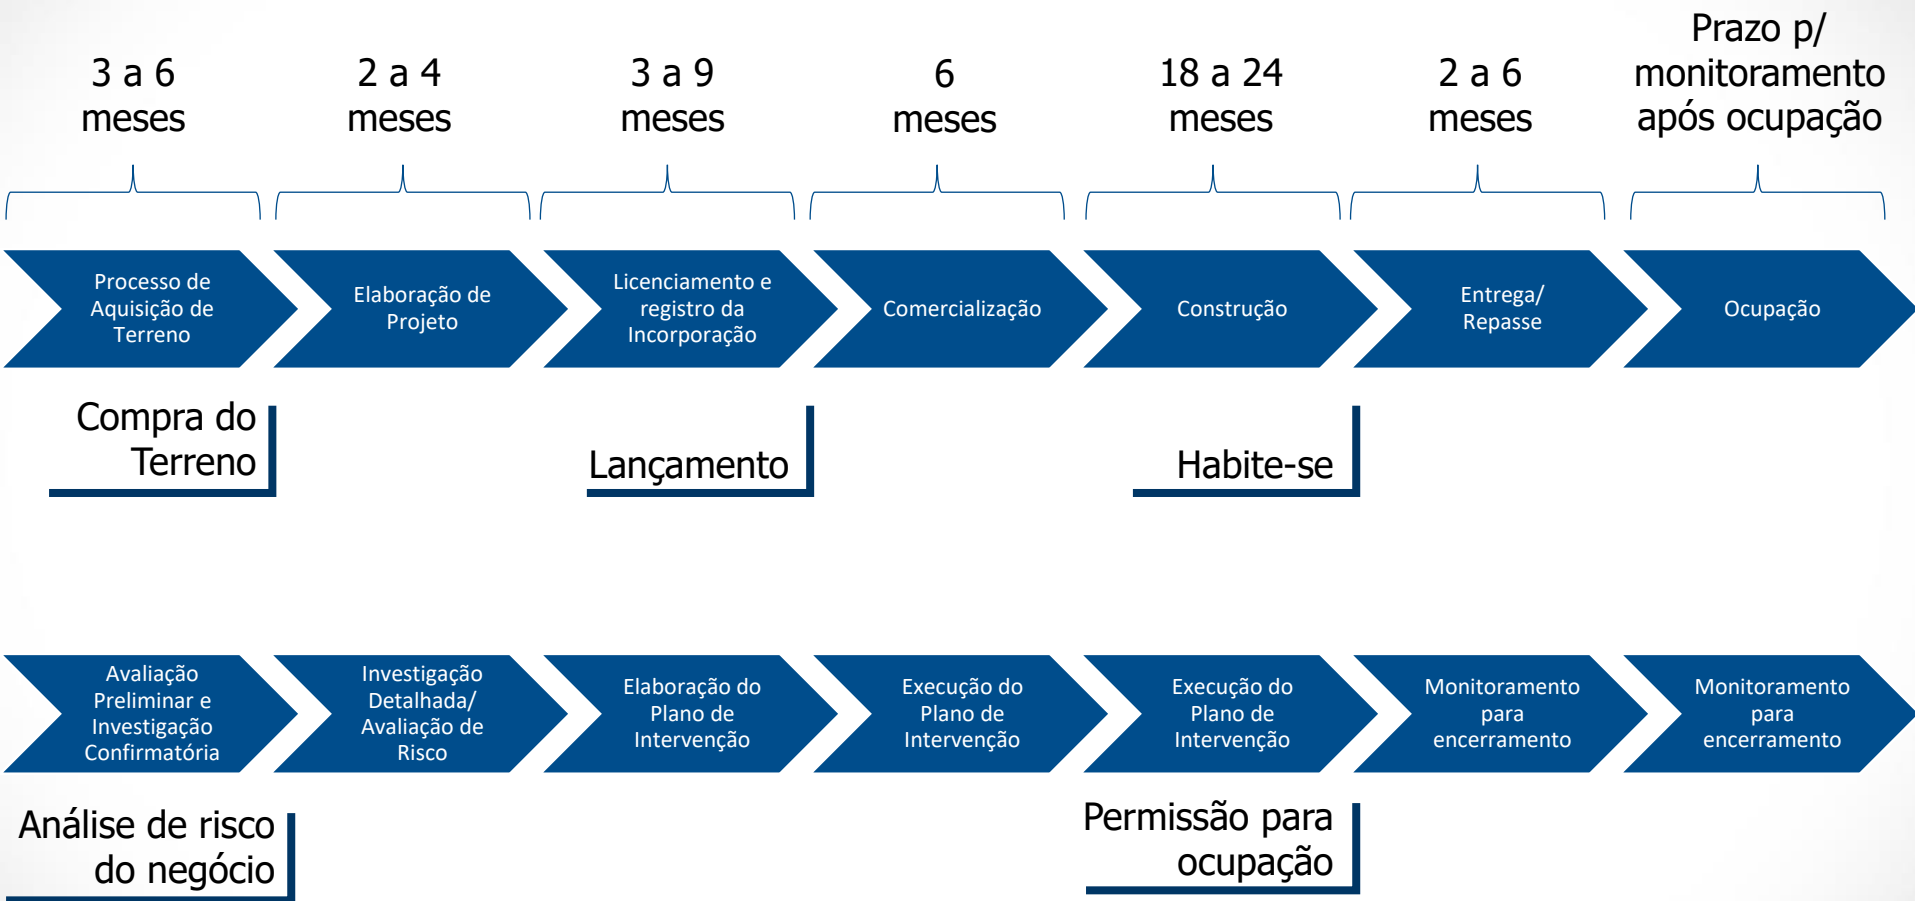 3 a 6
meses
2 a 4
meses
3 a 9
meses
6
meses
18 a 24
meses
2 a 6
meses
Prazo p/
monitoramento
após ocupação
Processo de
Aquisição de
Terreno
Elaboração de
Projeto
Licenciamento e
registro da
Incorporação
Comercialização
Construção
Entrega/
Repasse
Ocupação
Compra do
Terreno
Lançamento
Habite-se
Avaliação
Preliminar e
Investigação
Confirmatória
Investigação
Detalhada/
Avaliação de
Risco
Elaboração do
Plano de
Intervenção
Execução do
Plano de
Intervenção
Execução do
Plano de
Intervenção
Monitoramento
para
encerramento
Monitoramento
para
encerramento
Análise de risco
do negócio
Permissão para
ocupação